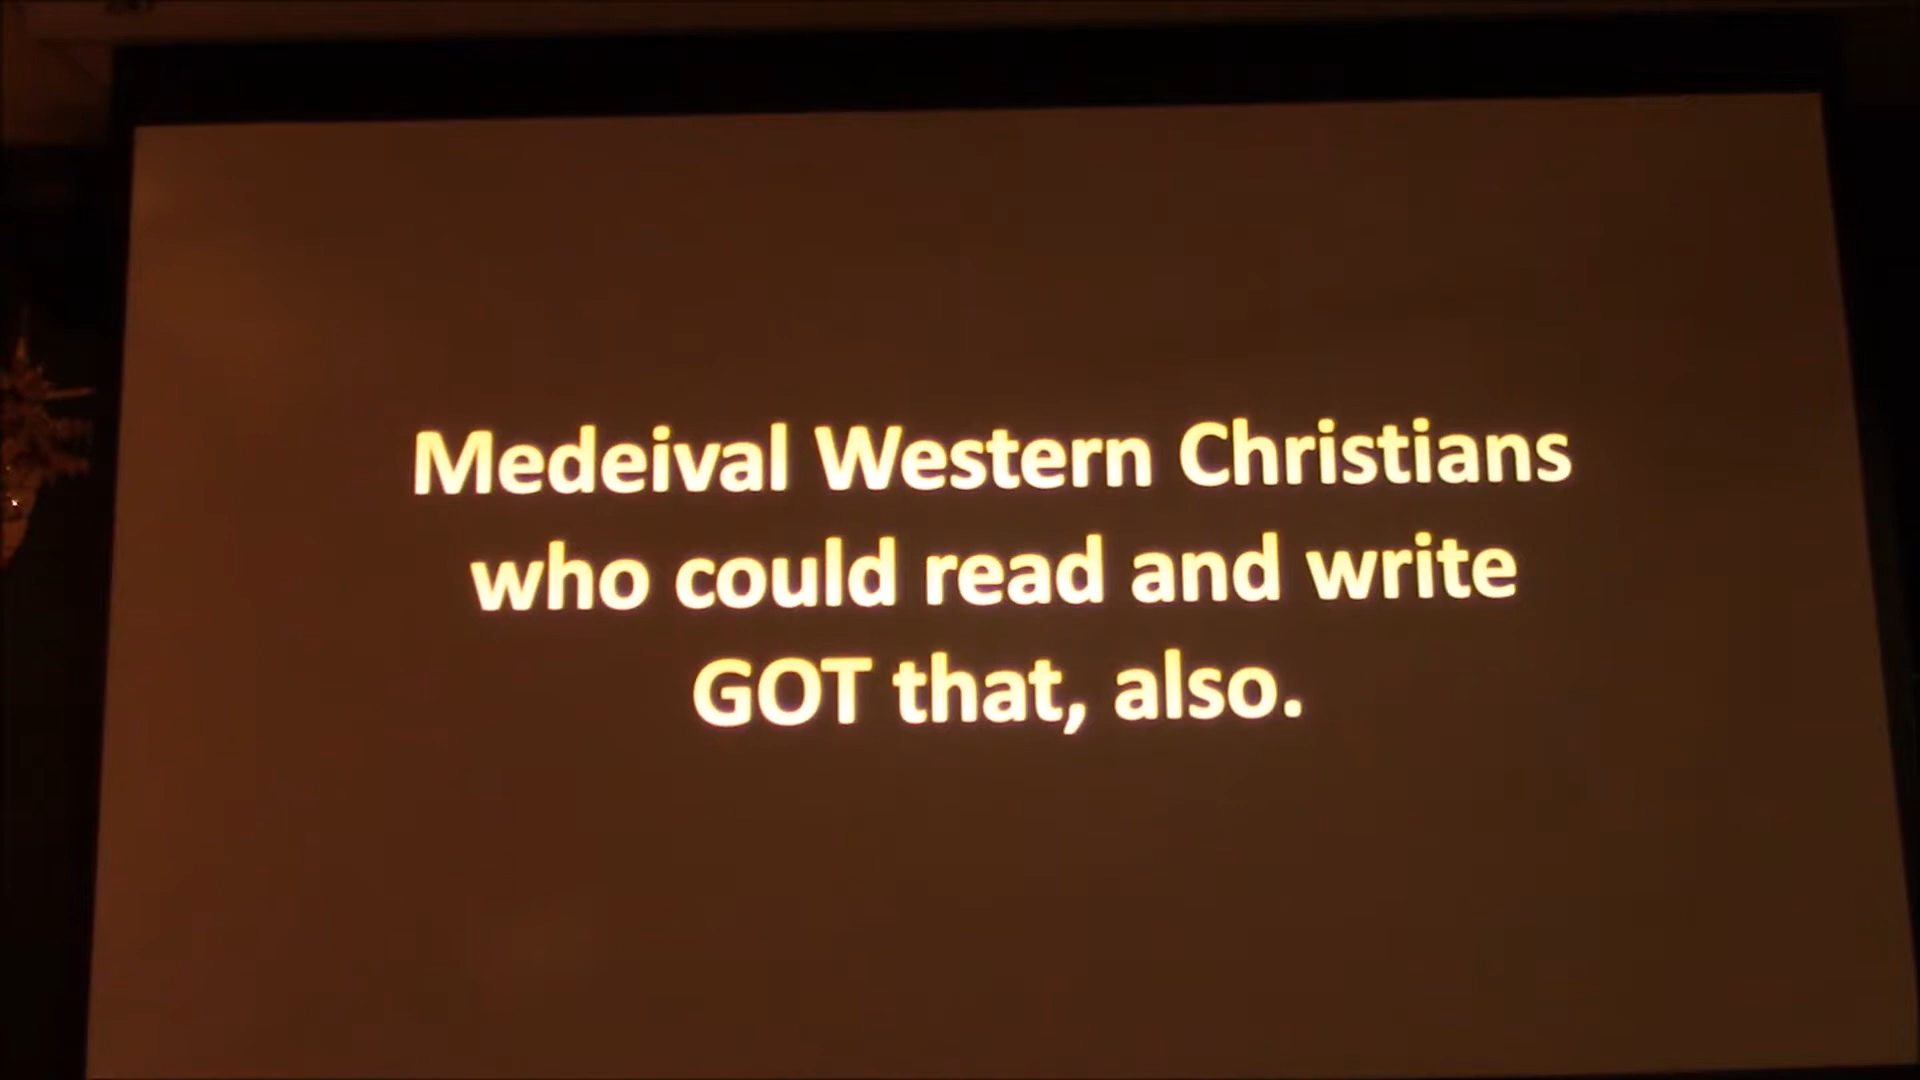 Medeival Western Christians
who could read and write
GOT that, also.